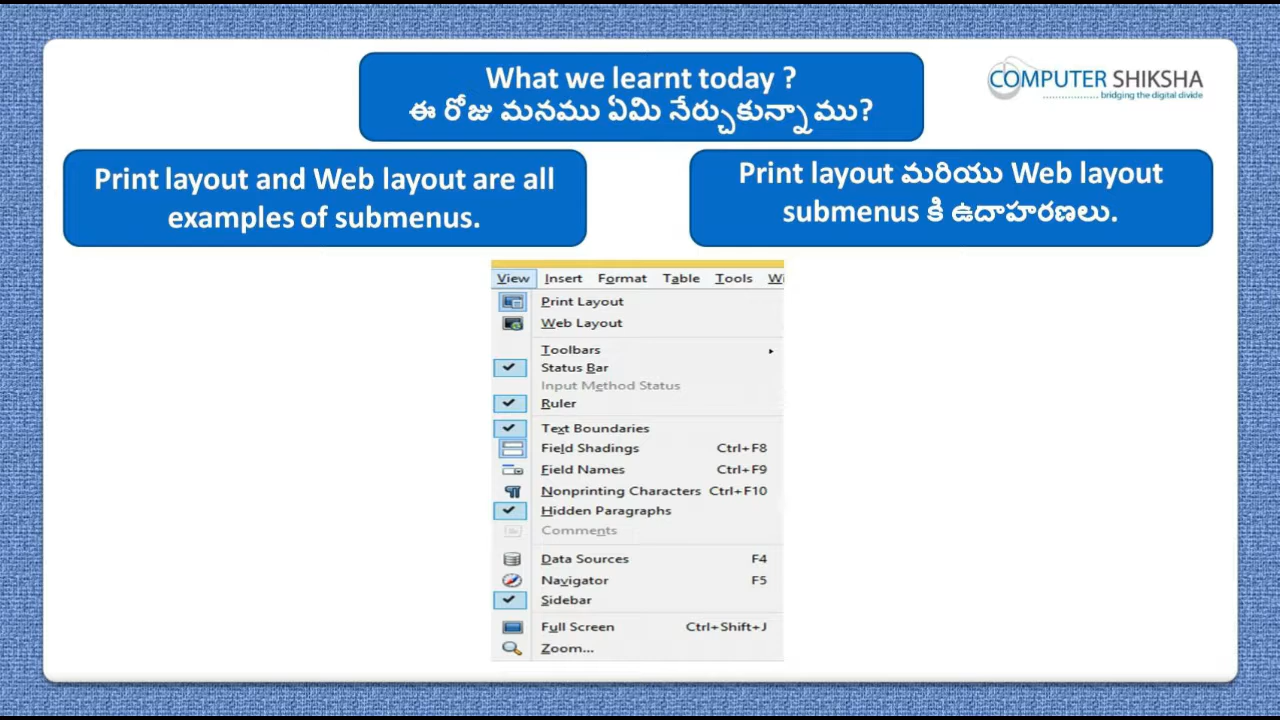 What we learnt today ?
ఈ రోజు మనము ఏమి నేర్చుకున్నాము?
COMPUTER SHIKSHA
bridging the digital divide
Print layout and Web layout are all
examples of submenus.
Print layout మరియు Web layout
submenus కి ఉదాహరణలు.
View Insert Format Table Tools Wi
Print Layout
Web Layout
Toolbars
Status Bar
Input Method Status
Ruler
Text Boundaries
Field Shadings Ctrl+F8
Field Names Ctrl+F9
Nonprinting Characters Ctrl+F10
Hidden Paragraphs
Comments
Data Sources F4
Navigator F5
Sidebar
Full Screen Ctrl+Shift+J
Zoom...